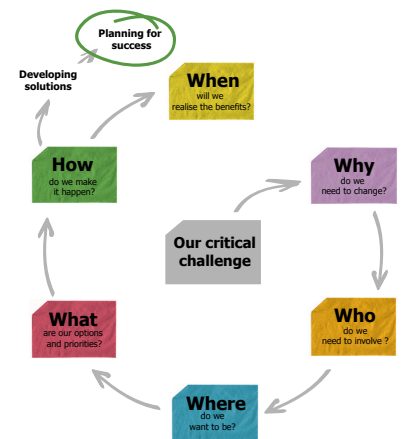 Planning for
success
Developing
solutions
When
will we
realise the benefits?
How
do we make
it happen?
Why
do we
need to change?
Our critical
challenge
What
are our options
and priorities?
Who
do we
need to involve ?
Where
do we
want to be?